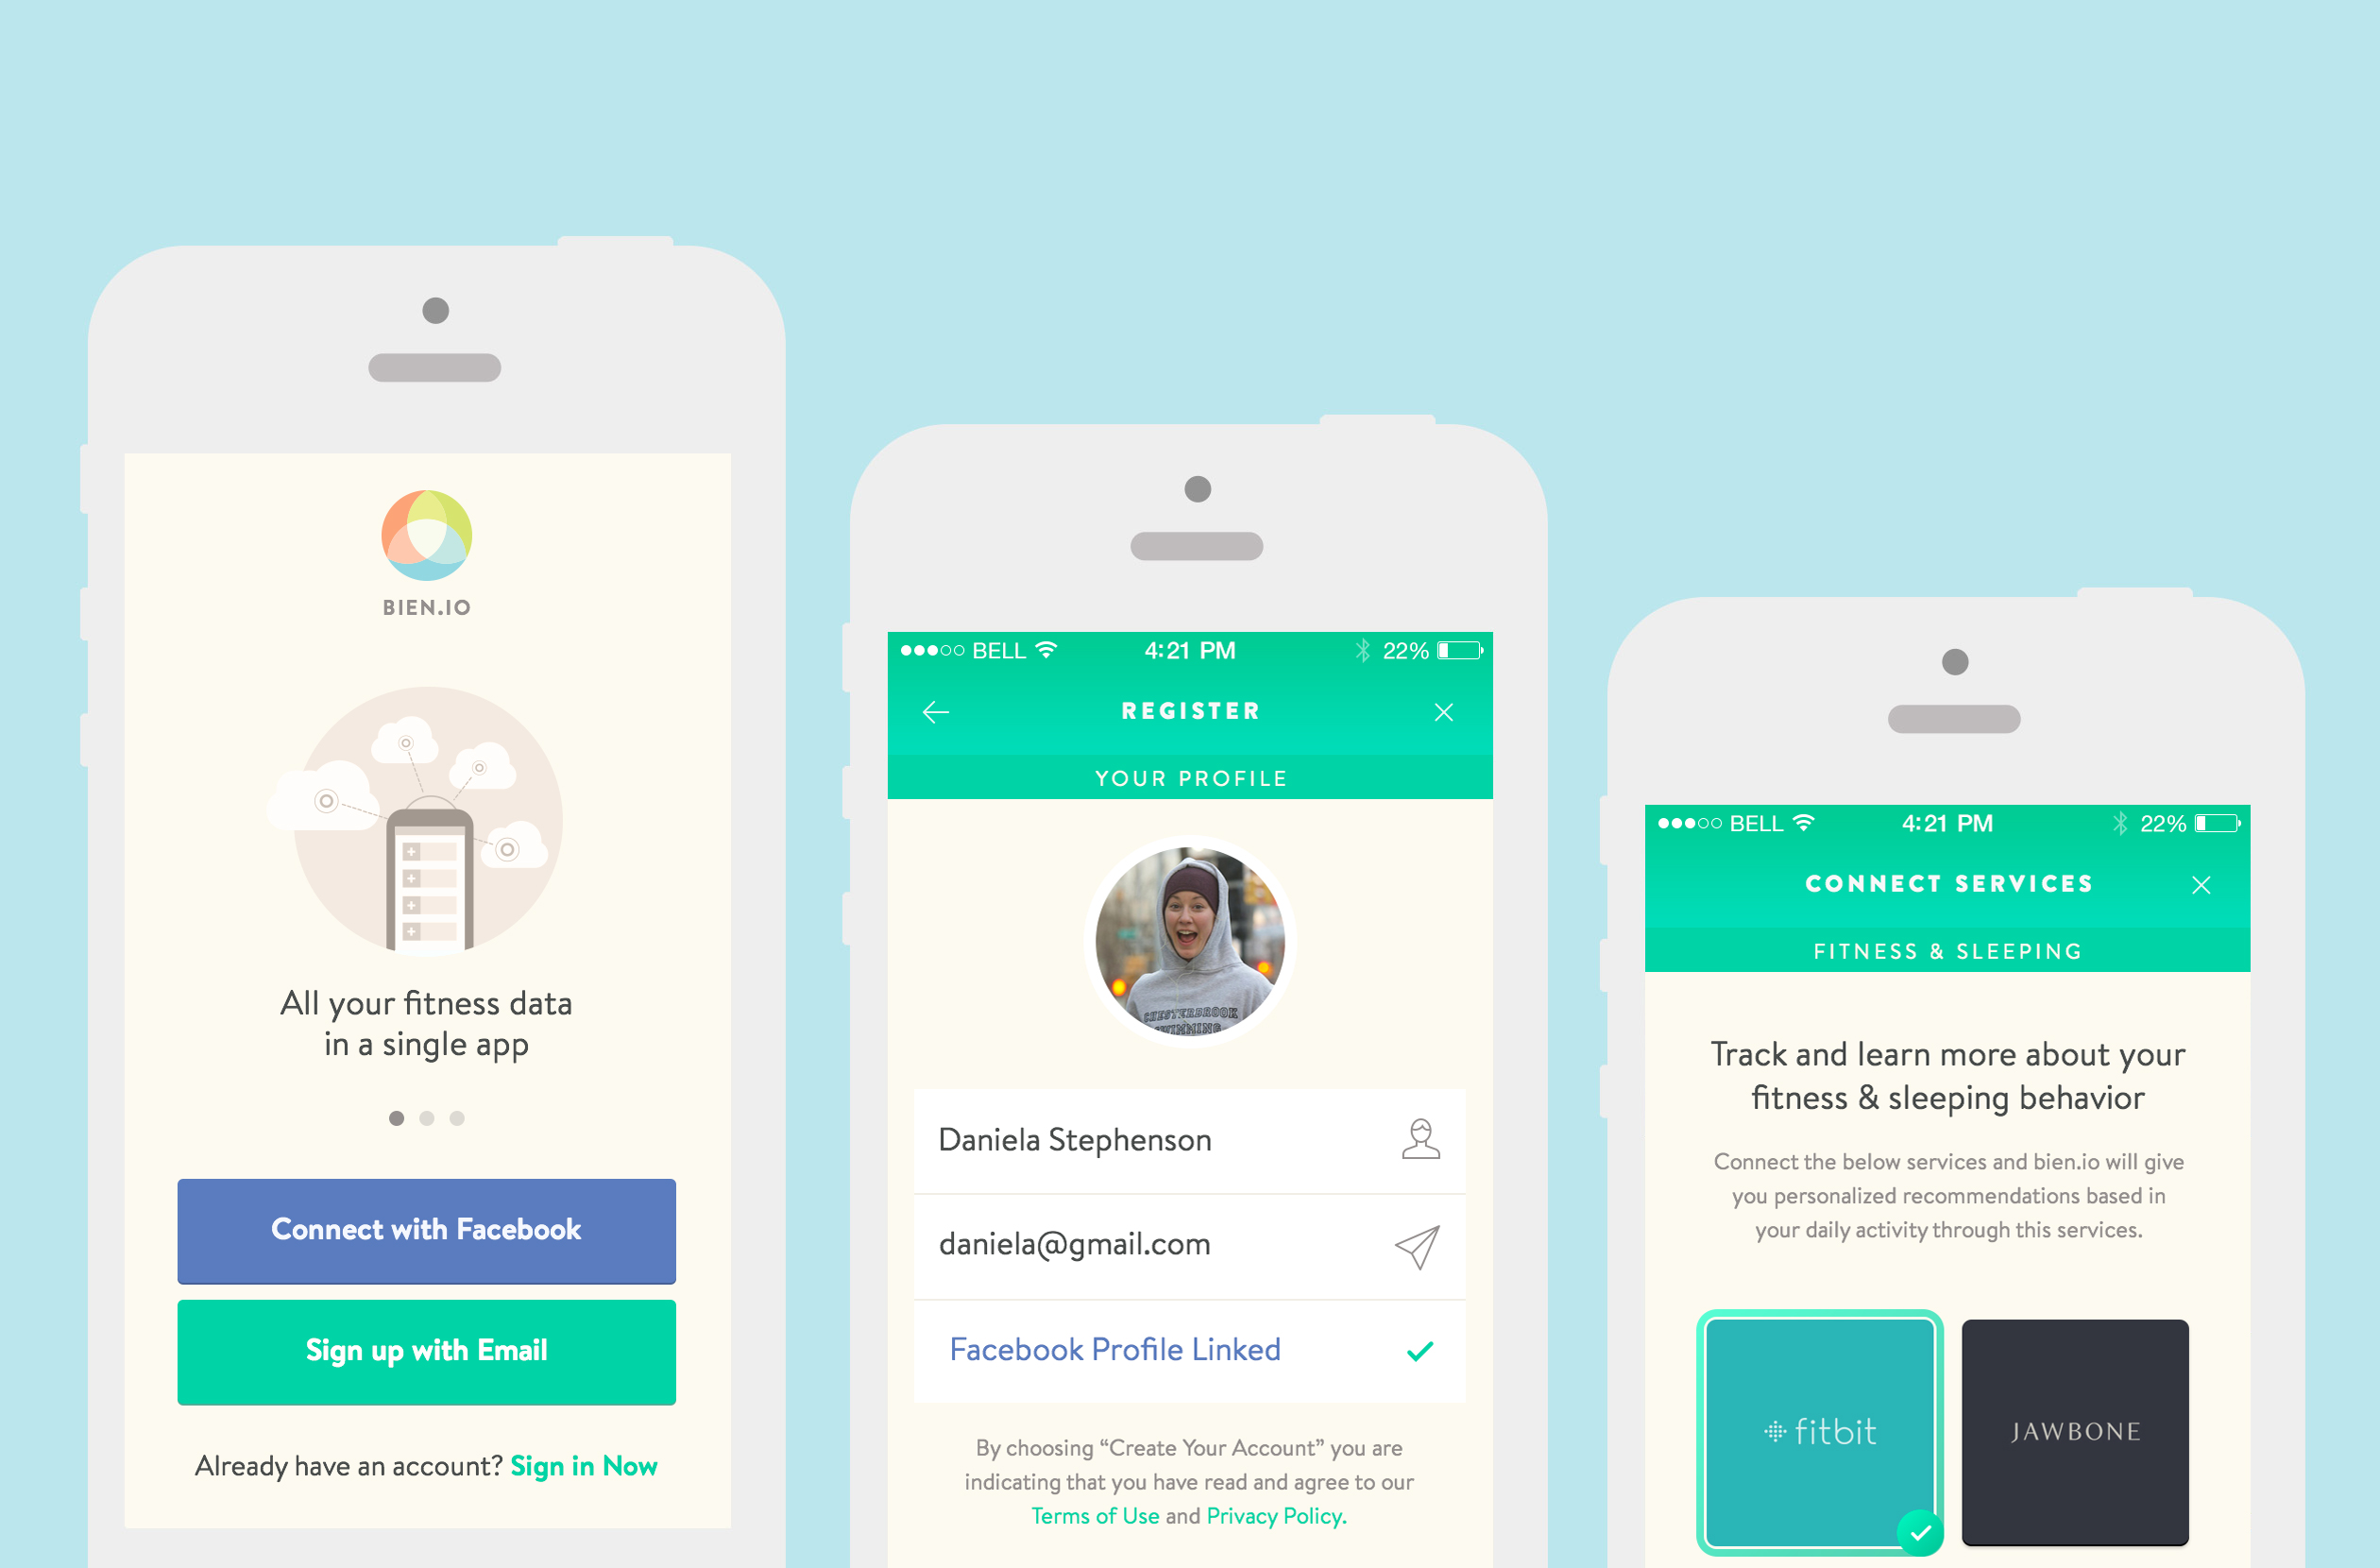 BIEN.IO
All your fitness data
in a single app
Connect with Facebook
Sign up with Email
Already have an account? Sign in Now
BELL 4:21 PM 22%
REGISTER
YOUR PROFILE
CHESTERBROOK
SWIMMING
Daniela Stephenson
daniela@gmail.com
Facebook Profile Linked
By choosing “Create Your Account” you are
indicating that you have read and agree to our
Terms of Use and Privacy Policy.
BELL 4:21 PM 22%
CONNECT SERVICES
FITNESS & SLEEPING
Track and learn more about your
fitness & sleeping behavior
Connect the below services and bien.io will give
you personalized recommendations based in
your daily activity through this services.
fitbit
JAWBONE